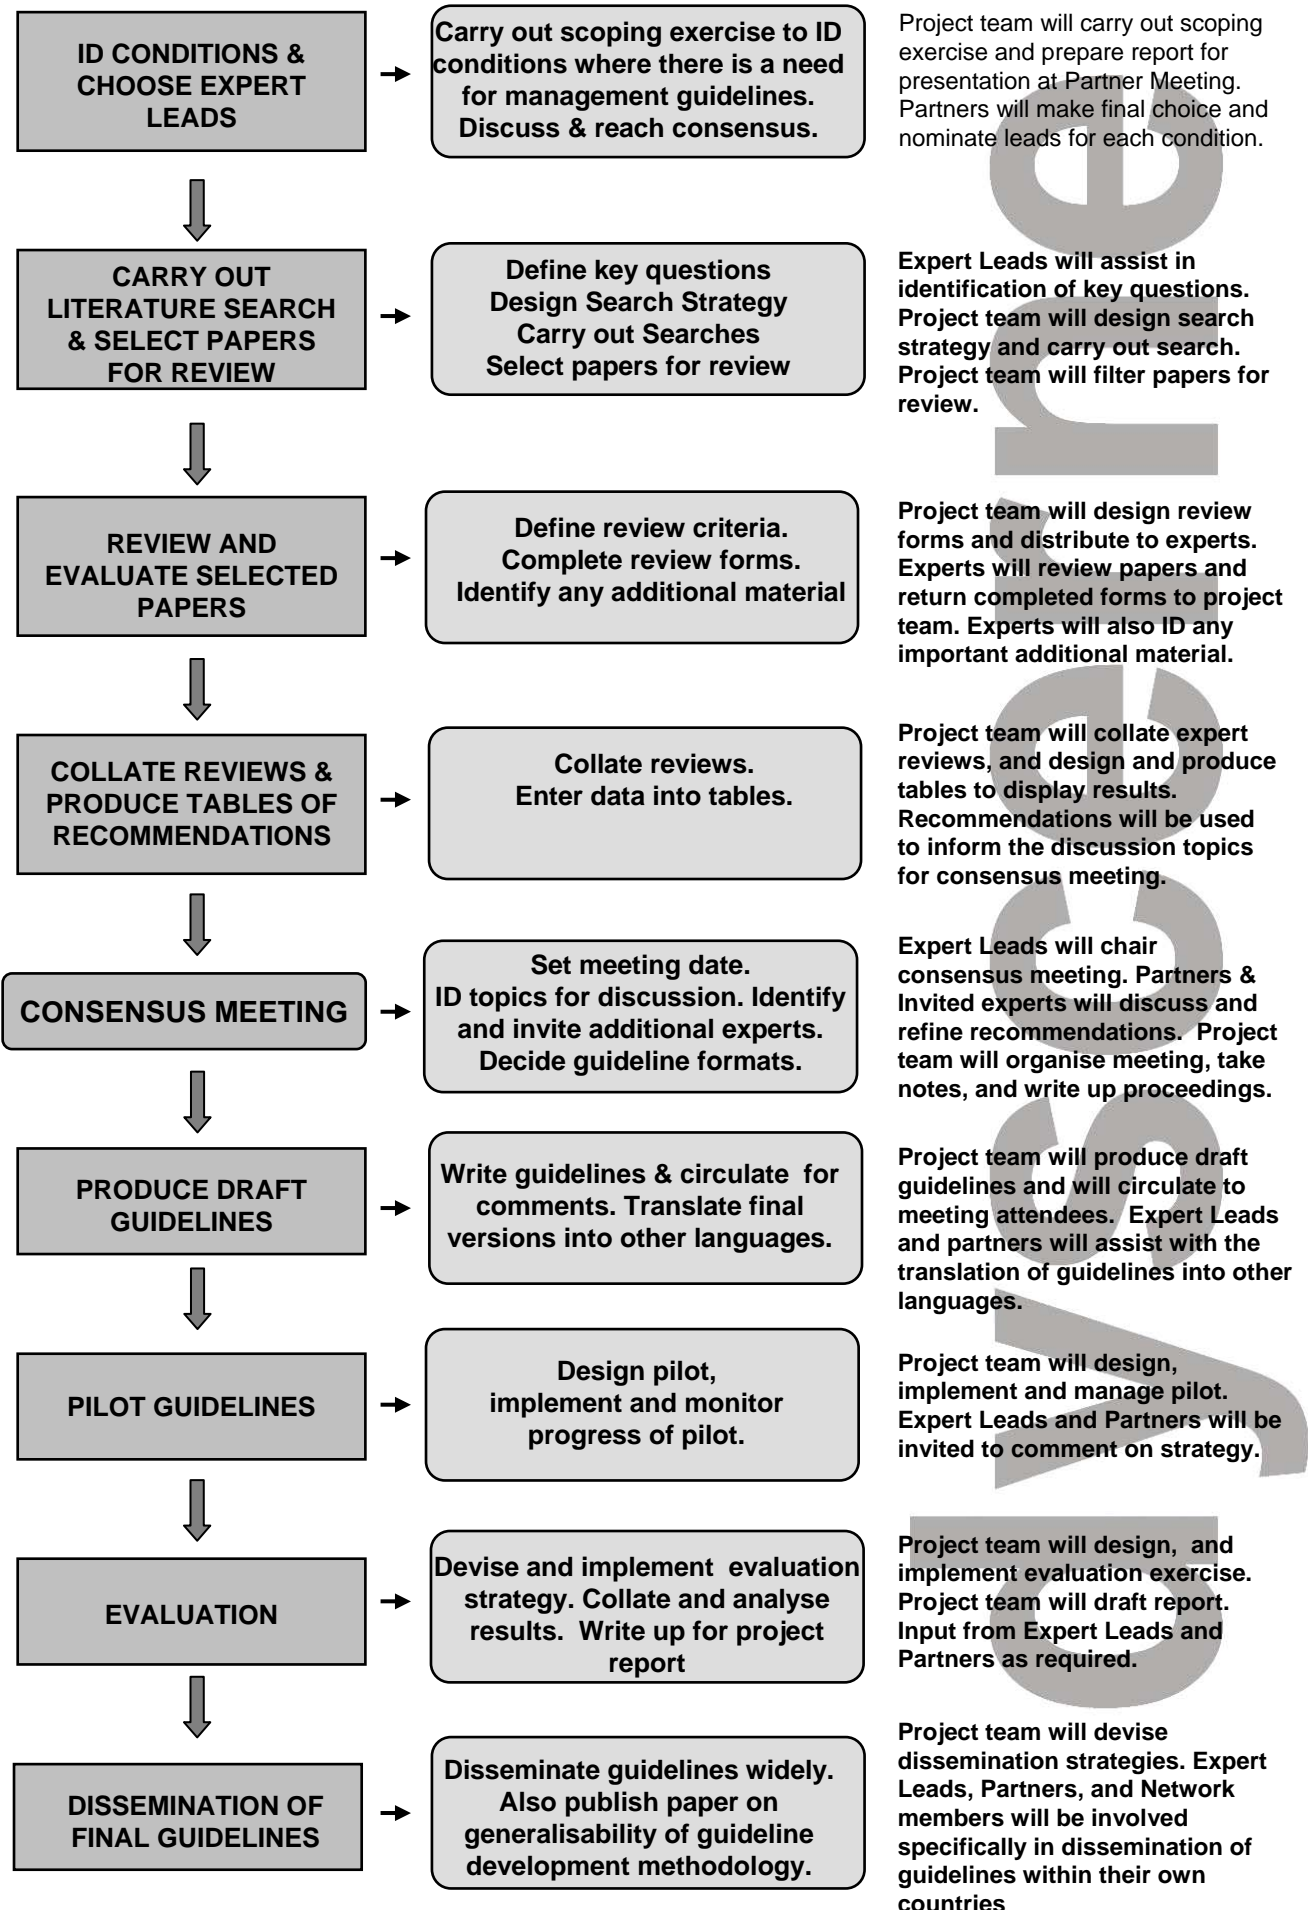 ID CONDITIONS &
CHOOSE EXPERT
LEADS
Carry out scoping exercise to ID
conditions where there is a need
for management guidelines.
Discuss & reach consensus.
Project team will carry out scoping
exercise and prepare report for
presentation at Partner Meeting.
Partners will make final choice and
nominate leads for each condition.
CARRY OUT
LITERATURE SEARCH
& SELECT PAPERS
FOR REVIEW
Define key questions
Design Search Strategy
Carry out Searches
Select papers for review
Expert Leads will assist in
identification of key questions.
Project team will design search
strategy and carry out search.
Project team will filter papers for
review.
REVIEW AND
EVALUATE SELECTED
PAPERS
Define review criteria.
Complete review forms.
Identify any additional material
Project team will design review
forms and distribute to experts.
Experts will review papers and
return completed forms to project
team. Experts will also ID any
important additional material.
COLLATE REVIEWS &
PRODUCE TABLES OF
RECOMMENDATIONS
Collate reviews.
Enter data into tables.
Project team will collate expert
reviews, and design and produce
tables to display results.
Recommendations will be used
to inform the discussion topics
for consensus meeting.
CONSENSUS MEETING
Set meeting date.
ID topics for discussion. Identify
and invite additional experts.
Decide guideline formats.
Expert Leads will chair
consensus meeting. Partners &
Invited experts will discuss and
refine recommendations. Project
team will organise meeting, take
notes, and write up proceedings.
PRODUCE DRAFT
GUIDELINES
Write guidelines & circulate for
comments. Translate final
versions into other languages.
Project team will produce draft
guidelines and will circulate to
meeting attendees. Expert Leads
and partners will assist with the
translation of guidelines into other
languages.
PILOT GUIDELINES
Design pilot,
implement and monitor
progress of pilot.
Project team will design,
implement and manage pilot.
Expert Leads and Partners will be
invited to comment on strategy.
EVALUATION
Devise and implement evaluation
strategy. Collate and analyse
results. Write up for project
report
Project team will design, and
implement evaluation exercise.
Project team will draft report.
Input from Expert Leads and
Partners as required.
DISSEMINATION OF
FINAL GUIDELINES
Disseminate guidelines widely.
Also publish paper on
generalisability of guideline
development methodology.
Project team will devise
dissemination strategies. Expert
Leads, Partners, and Network
members will be involved
specifically in dissemination of
guidelines within their own
countries
dyscerne